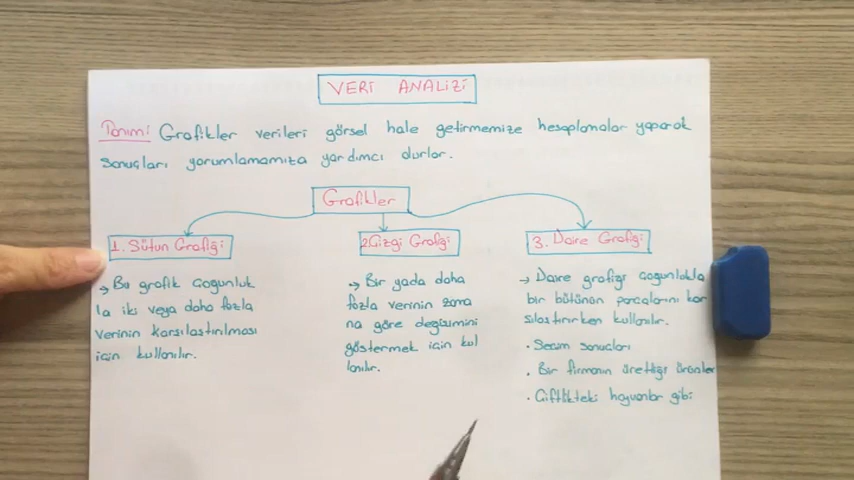 VERİ ANALİZİ
Tanım: Grafikler verileri görsel hale getirmemize hesaplamalar yaparak
sonuçları yorumlamamıza yardımcı durlar.
Grafikler
1. Sütun Grafiği
Bu grafik çoğunluk
la iki veya daha fazla
verinin karşılaştırılması
için kullanılır.
2.Çizgi Grafiği
Bir yada daha
fazla verinin zama
na göre değişimini
göstermek için kul
lanılır.
3. Daire Grafiği
Daire grafiği çoğunlukla
bir bütünün parçalarını kar
şılaştırırken kullanılır.
. Seçim sonuçları
. Bir firmanın ürettiği ürünler
. Çiftlikteki hayvanlar gibi